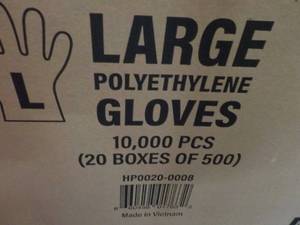 LARGE
L
POLYETHYLENE
GLOVES
10,000 PCS
(20 BOXES OF 500)
HP0020-0008
Made in Vietnam